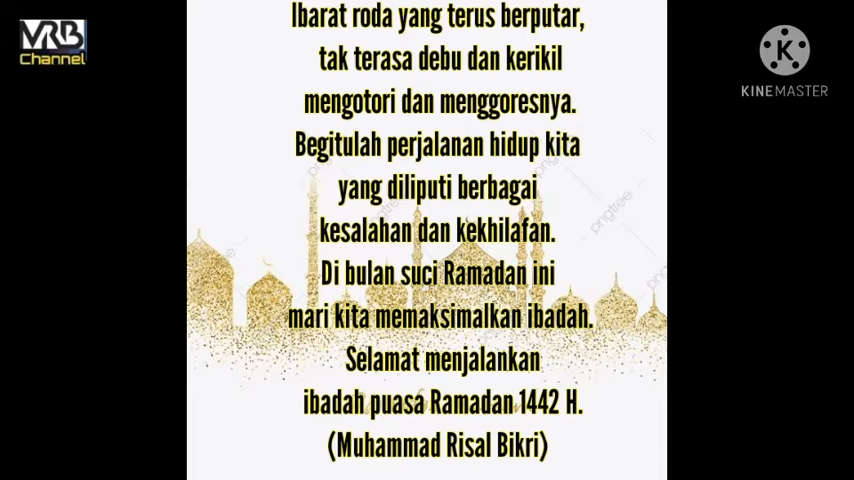 MRB
Channel
K
KINEMASTER
Ibarat roda yang terus berputar,
tak terasa debu dan kerikil
mengotori dan menggoresnya.
Begitulah perjalanan hidup kita
yang diliputi berbagai
kesalahan dan kekhilafan.
Di bulan suci Ramadan ini
mari kita memaksimalkan ibadah.
Selamat menjalankan
ibadah puasa Ramadan 1442 H.
(Muhammad Risal Bikri)
pngtree